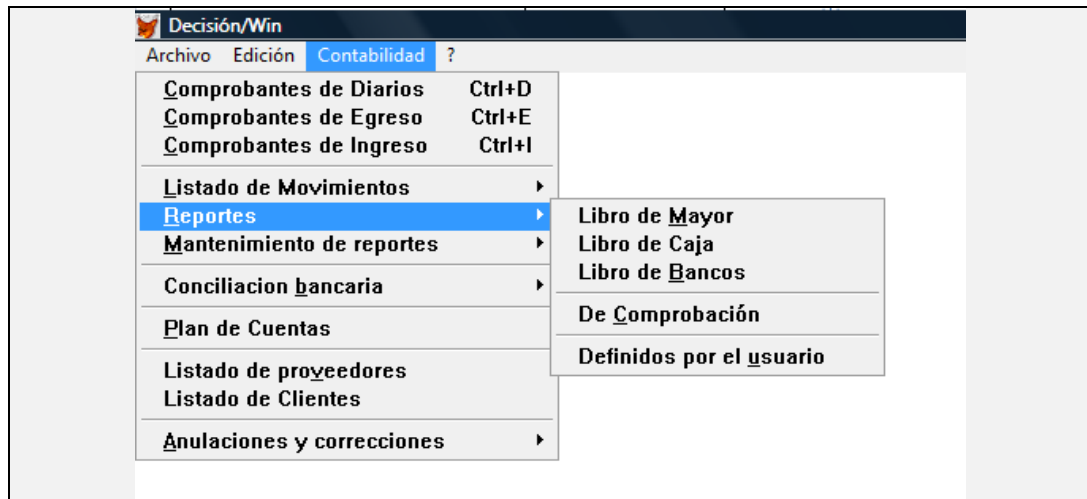 Decisión/Win
Archivo Edición Contabilidad ?
Comprobantes de Diarios Ctrl+D
Comprobantes de Egreso Ctrl+E
Comprobantes de Ingreso Ctrl+I
Listado de Movimientos
Reportes
Mantenimiento de reportes
Conciliacion bancaria
Plan de Cuentas
Listado de proveedores
Listado de Clientes
Anulaciones y correcciones
Libro de Mayor
Libro de Caja
Libro de Bancos
De Comprobación
Definidos por el usuario